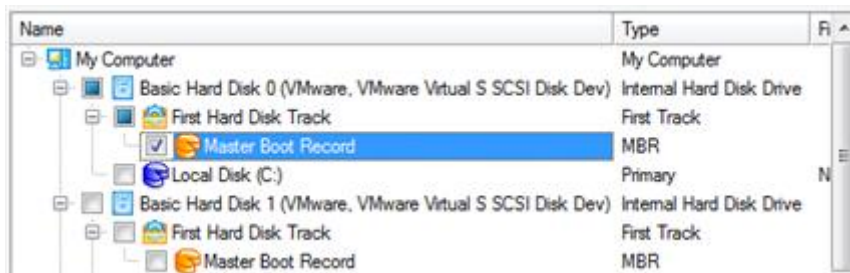 Name Type Fi
My Computer My Computer
Basic Hard Disk 0 (VMware, VMware Virtual S SCSI Disk Dev) Internal Hard Disk Drive
First Hard Disk Track First Track
Master Boot Record MBR
Local Disk (C:) Primary N
Basic Hard Disk 1 (VMware, VMware Virtual S SCSI Disk Dev) Internal Hard Disk Drive
First Hard Disk Track First Track
Master Boot Record MBR